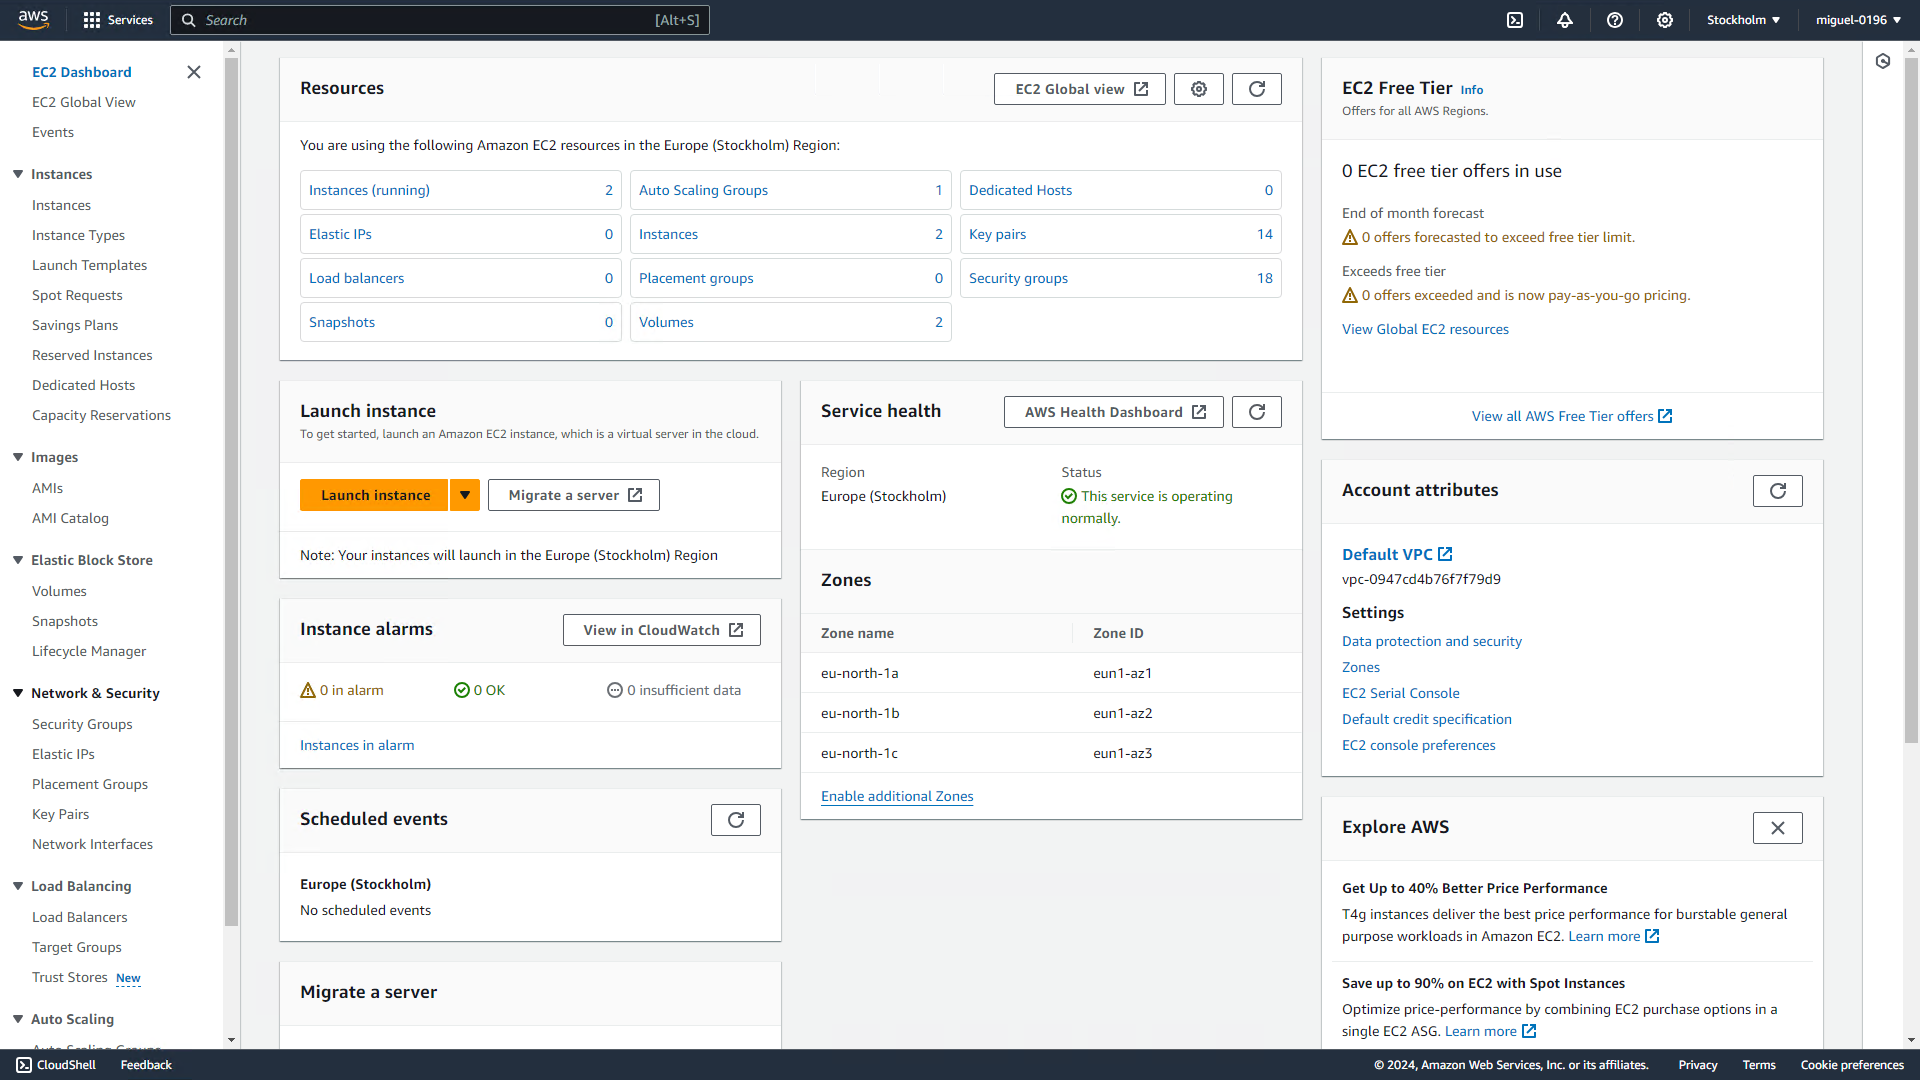 aws
Services
Search
[Alt+S]
Stockholm
miguel-0196
EC2 Dashboard
EC2 Global View
Events
Instances
Instances
Instance Types
Launch Templates
Spot Requests
Savings Plans
Reserved Instances
Dedicated Hosts
Capacity Reservations
Images
AMIs
AMI Catalog
Elastic Block Store
Volumes
Snapshots
Lifecycle Manager
Network & Security
Security Groups
Elastic IPs
Placement Groups
Key Pairs
Network Interfaces
Load Balancing
Load Balancers
Target Groups
Trust Stores New
Auto Scaling
Auto Scaling Groups
Resources
EC2 Global view
You are using the following Amazon EC2 resources in the Europe (Stockholm) Region:
Instances (running) 2
Auto Scaling Groups 1
Dedicated Hosts 0
Elastic IPs 0
Instances 2
Key pairs 14
Load balancers 0
Placement groups 0
Security groups 18
Snapshots 0
Volumes 2
Launch instance
To get started, launch an Amazon EC2 instance, which is a virtual server in the cloud.
Launch instance
Migrate a server
Note: Your instances will launch in the Europe (Stockholm) Region
Instance alarms
View in CloudWatch
0 in alarm
0 OK
0 insufficient data
Instances in alarm
Scheduled events
Europe (Stockholm)
No scheduled events
Migrate a server
Service health
AWS Health Dashboard
Region
Europe (Stockholm)
Status
This service is operating
normally.
Zones
Zone name Zone ID
eu-north-1a eun1-az1
eu-north-1b eun1-az2
eu-north-1c eun1-az3
Enable additional Zones
EC2 Free Tier Info
Offers for all AWS Regions.
0 EC2 free tier offers in use
End of month forecast
0 offers forecasted to exceed free tier limit.
Exceeds free tier
0 offers exceeded and is now pay-as-you-go pricing.
View Global EC2 resources
View all AWS Free Tier offers
Account attributes
Default VPC
vpc-0947cd4b76f7f79d9
Settings
Data protection and security
Zones
EC2 Serial Console
Default credit specification
EC2 console preferences
Explore AWS
Get Up to 40% Better Price Performance
T4g instances deliver the best price performance for burstable general
purpose workloads in Amazon EC2. Learn more
Save up to 90% on EC2 with Spot Instances
Optimize price-performance by combining EC2 purchase options in a
single EC2 ASG. Learn more
CloudShell
Feedback
© 2024, Amazon Web Services, Inc. or its affiliates.
Privacy
Terms
Cookie preferences